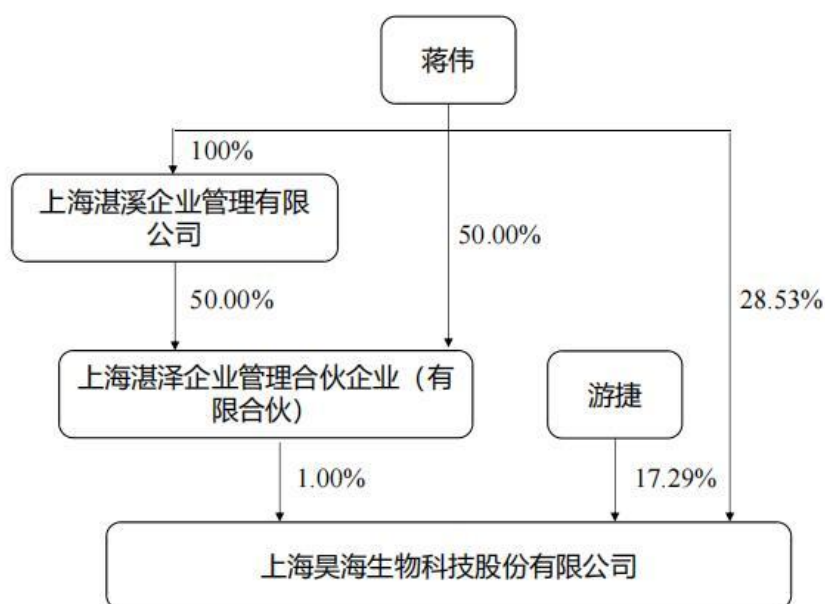 蒋伟
100%
上海湛溪企业管理有限
公司
50.00%
50.00%
28.53%
上海湛泽企业管理合伙企业（有
限合伙）
游捷
1.00%
17.29%
上海昊海生物科技股份有限公司